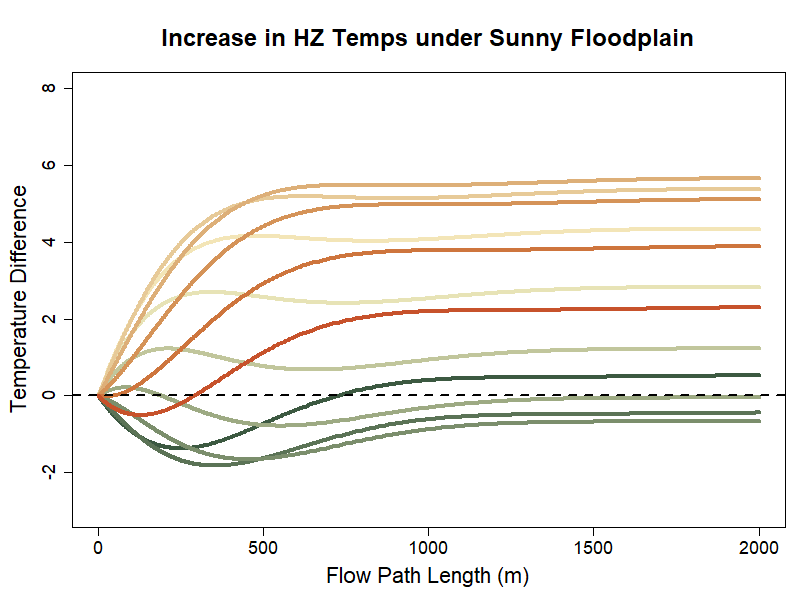 Increase in HZ Temps under Sunny Floodplain
Temperature Difference
8
6
4
2
0
-2
0 500 1000 1500 2000
Flow Path Length (m)